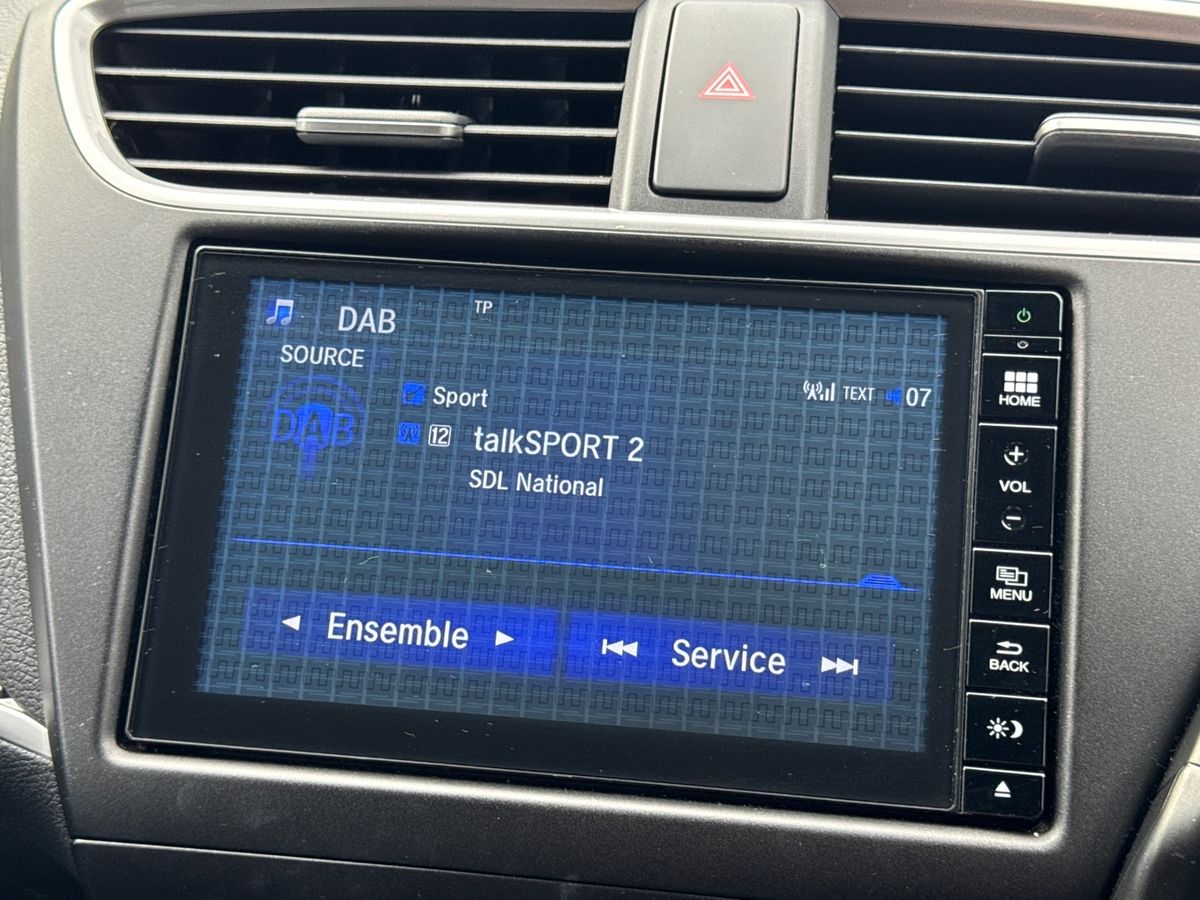 DAB
TP
SOURCE
DAB
Sport
TEXT
07
12
talkSPORT 2
SDL National
Ensemble
Service
HOME
+
VOL
−
MENU
BACK